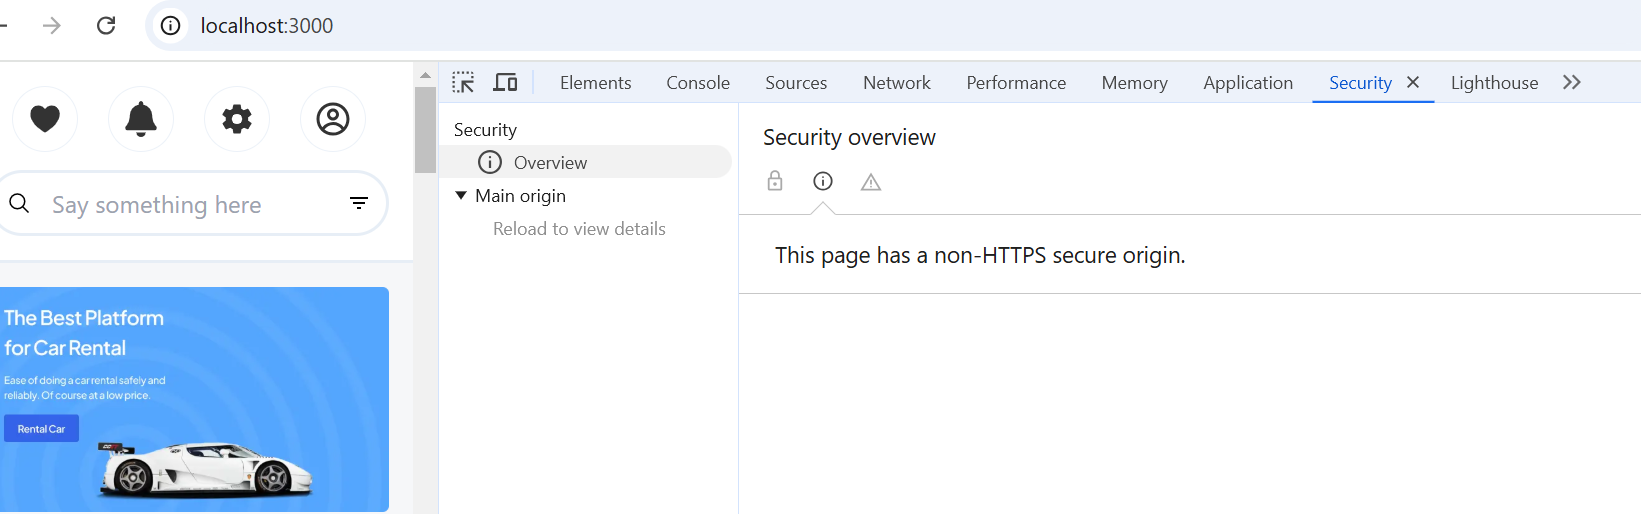 localhost:3000
Elements Console Sources Network Performance Memory Application Security Lighthouse
Security
Overview
Main origin
Reload to view details
Security overview
This page has a non-HTTPS secure origin.
Say something here
The Best Platform
for Car Rental
Ease of doing a car rental safely and
reliably. Of course at a low price.
Rental Car